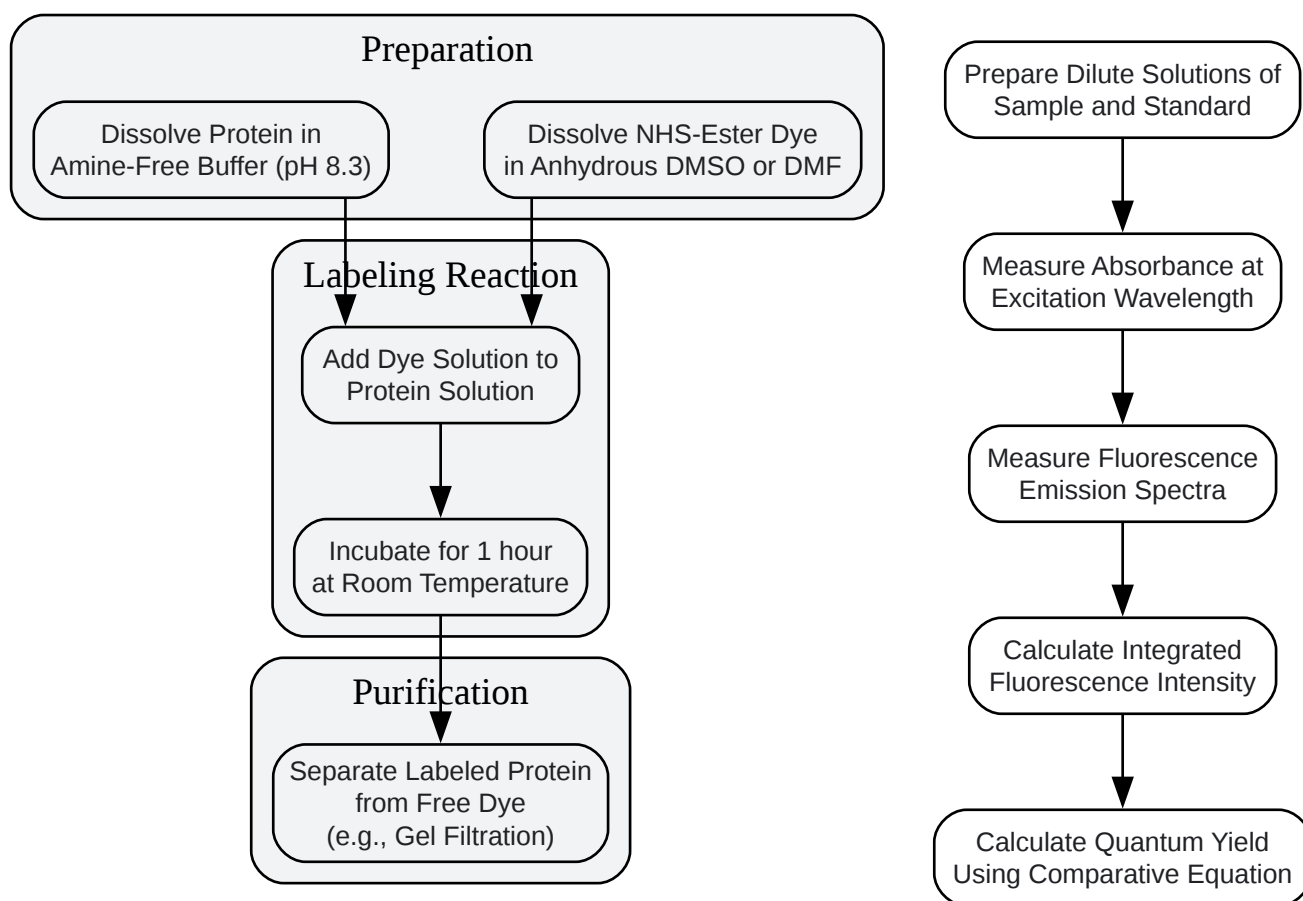 Preparation
Dissolve Protein in
Amine-Free Buffer (pH 8.3)
Dissolve NHS-Ester Dye
in Anhydrous DMSO or DMF
Labeling Reaction
Add Dye Solution to
Protein Solution
Incubate for 1 hour
at Room Temperature
Purification
Separate Labeled Protein
from Free Dye
(e.g., Gel Filtration)
Prepare Dilute Solutions of
Sample and Standard
Measure Absorbance at
Excitation Wavelength
Measure Fluorescence
Emission Spectra
Calculate Integrated
Fluorescence Intensity
Calculate Quantum Yield
Using Comparative Equation